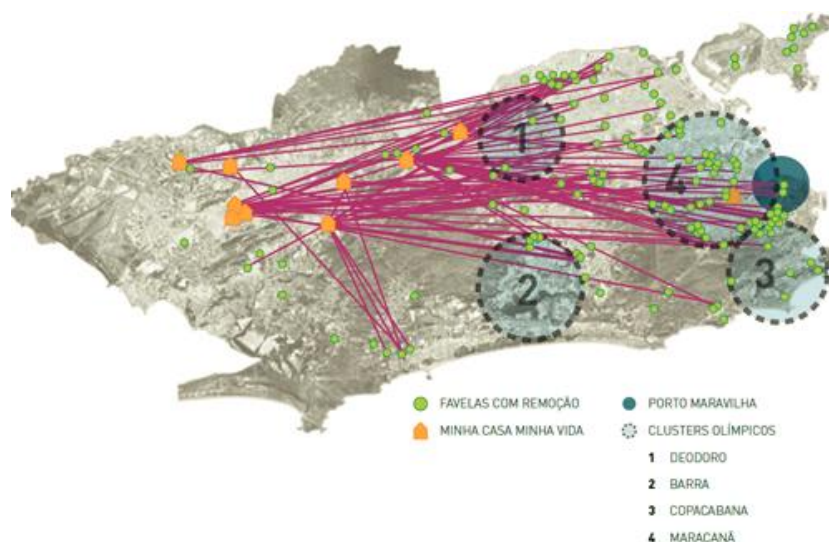 1
4
2
3
FAVELAS COM REMOÇÃO
MINHA CASA MINHA VIDA
PORTO MARAVILHA
CLUSTERS OLÍMPICOS
1 DEODORO
2 BARRA
3 COPACABANA
4 MARACANÃ